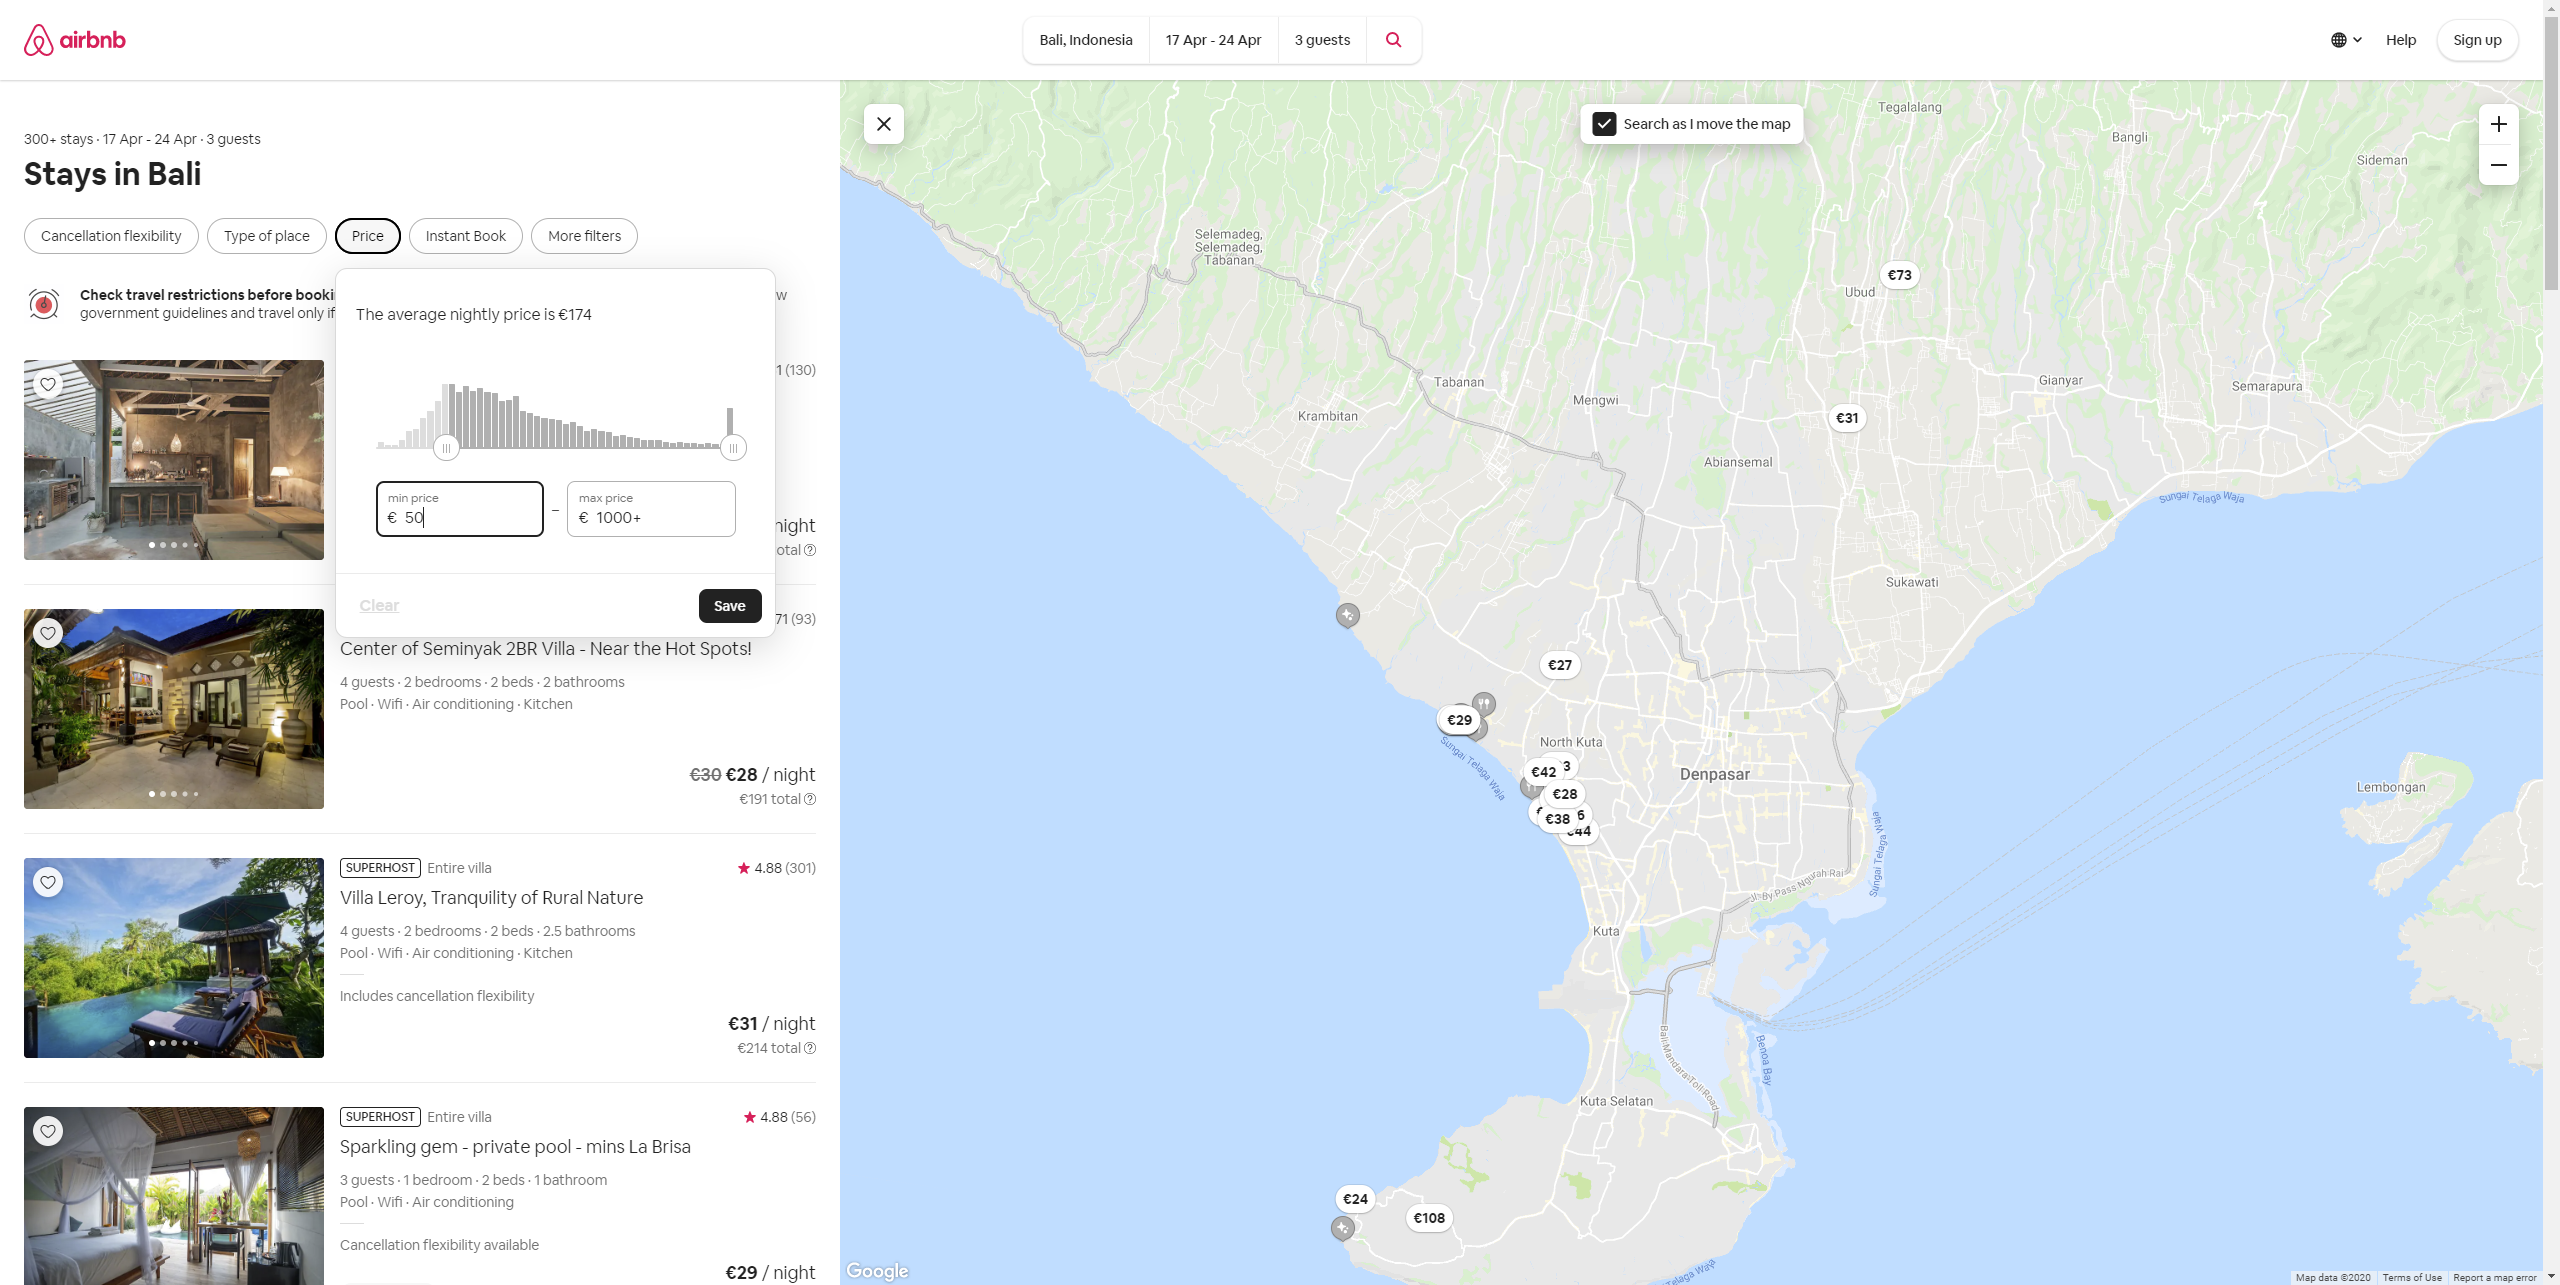 airbnb
Bali, Indonesia
17 Apr - 24 Apr
3 guests
Help
Sign up
300+ stays · 17 Apr - 24 Apr · 3 guests
Stays in Bali
Cancellation flexibility
Type of place
Price
Instant Book
More filters
Check travel restrictions before
government guidelines and travel only if
The average nightly price is €174
min price
€ 50
–
max price
€ 1000+
Clear
Save
(130)
night
(93)
Center of Seminyak 2BR Villa - Near the Hot Spots!
4 guests · 2 bedrooms · 2 beds · 2 bathrooms
Pool · Wifi · Air conditioning · Kitchen
€30 €28 / night
€191 total
SUPERHOST Entire villa
4.88 (301)
Villa Leroy, Tranquility of Rural Nature
4 guests · 2 bedrooms · 2 beds · 2.5 bathrooms
Pool · Wifi · Air conditioning · Kitchen
Includes cancellation flexibility
€31 / night
€214 total
SUPERHOST Entire villa
4.88 (56)
Sparkling gem - private pool - mins La Brisa
3 guests · 1 bedroom · 2 beds · 1 bathroom
Pool · Wifi · Air conditioning
Cancellation flexibility available
€29 / night
Search as I move the map
Tegalalang
Bangli
Sideman
Selemadeg,
Selemadeg,
Tabanan
€73
Ubud
Tabanan
Gianyar
Semarapura
Mengwi
Krambitan
€31
Abiansemal
Sungai Telaga Waja
Sukawati
€27
€29
Sungai Telaga Waja
North Kuta
€42
Denpasar
€28
€38
€44
Lembongan
Sungai Telaga Waja
Jl. By Pass Ngurah Rai
Kuta
Bali Mandara Toll Road
Benoa Bay
Kuta Selatan
€24
€108
Google
Map data ©2020
Terms of Use
Report a map error